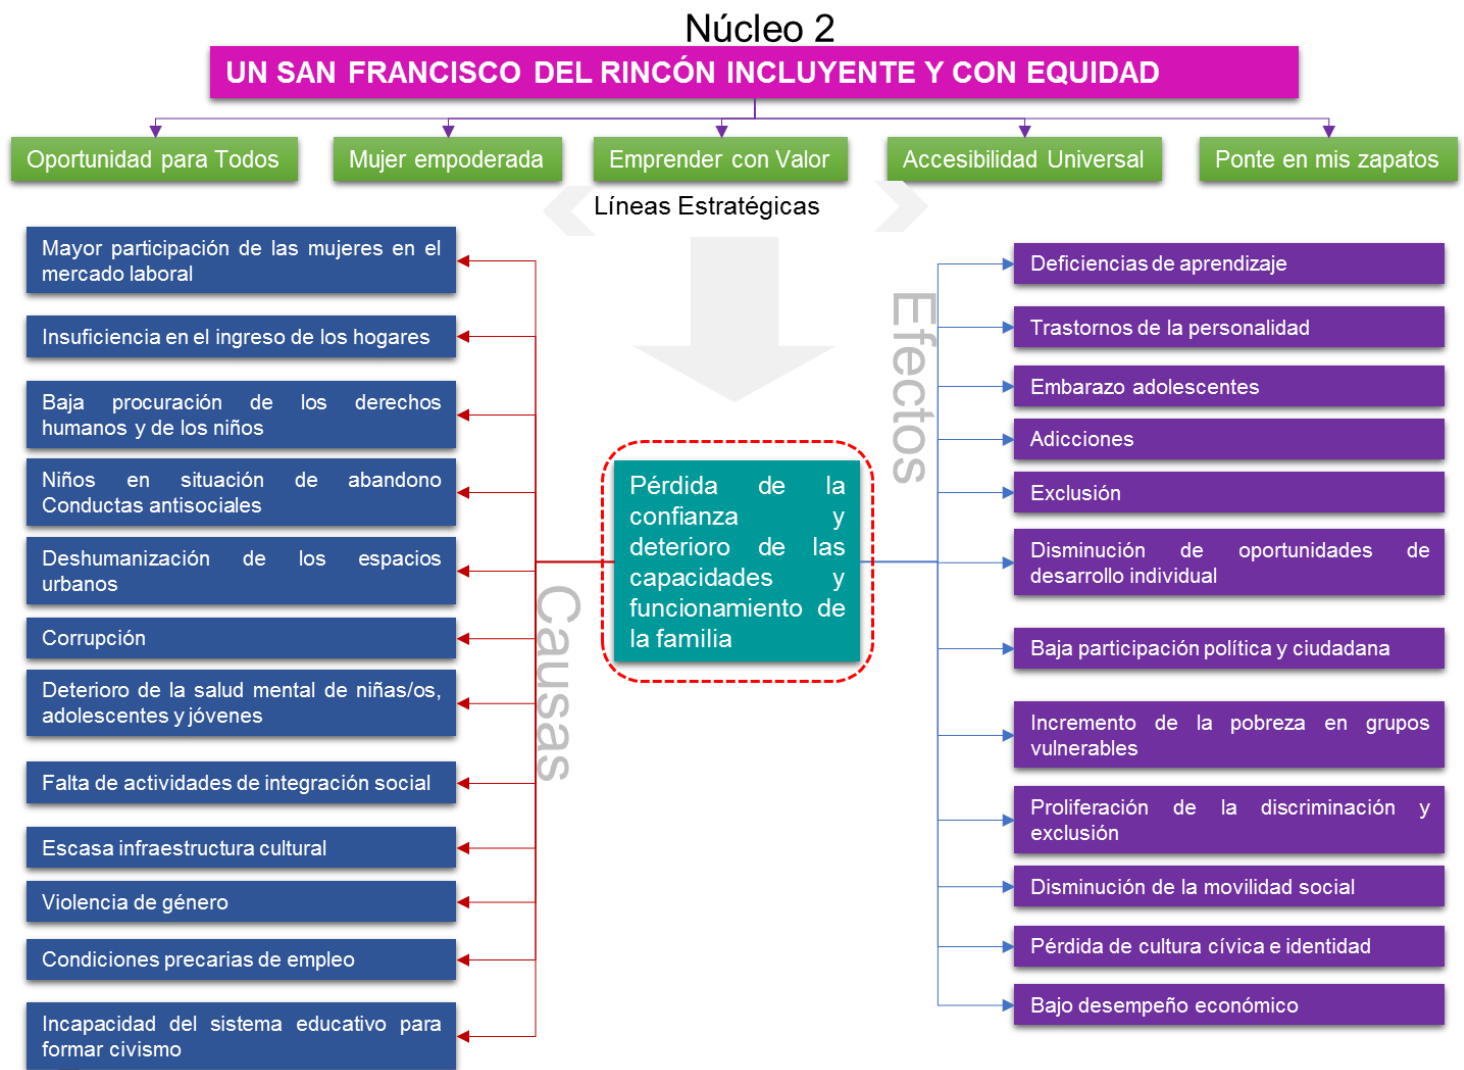 Núcleo 2
UN SAN FRANCISCO DEL RINCÓN INCLUYENTE Y CON EQUIDAD
Oportunidad para Todos
Mujer empoderada
Emprender con Valor
Accesibilidad Universal
Ponte en mis zapatos
Líneas Estratégicas
Mayor participación de las mujeres en el
mercado laboral
Insuficiencia en el ingreso de los hogares
Baja procuración de los derechos
humanos y de los niños
Niños en situación de abandono
Conductas antisociales
Deshumanización de los espacios
urbanos
Corrupción
Deterioro de la salud mental de niñas/os,
adolescentes y jóvenes
Falta de actividades de integración social
Escasa infraestructura cultural
Violencia de género
Condiciones precarias de empleo
Incapacidad del sistema educativo para
formar civismo
Causas
Pérdida de la
confianza y
deterioro de las
capacidades y
funcionamiento de
la familia
Efectos
Deficiencias de aprendizaje
Trastornos de la personalidad
Embarazo adolescentes
Adicciones
Exclusión
Disminución de oportunidades de
desarrollo individual
Baja participación política y ciudadana
Incremento de la pobreza en grupos
vulnerables
Proliferación de la discriminación y
exclusión
Disminución de la movilidad social
Pérdida de cultura cívica e identidad
Bajo desempeño económico